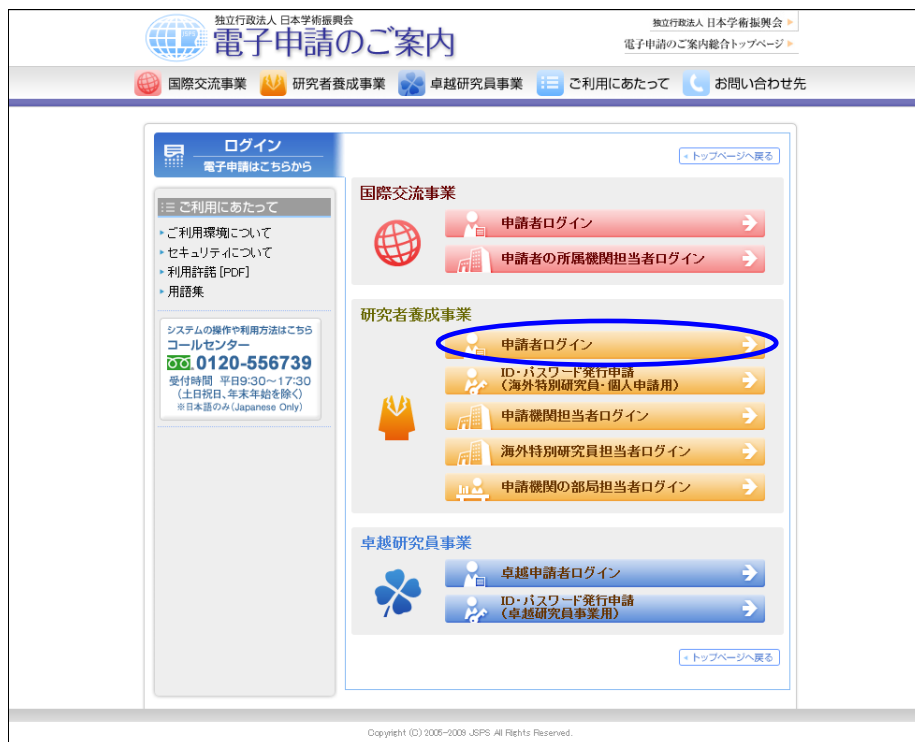 独立行政法人 日本学術振興会
電子申請のご案内
独立行政法人 日本学術振興会
電子申請のご案内総合トップページ
国際交流事業 研究者養成事業 卓越研究員事業 ご利用にあたって お問い合わせ先
ログイン
電子申請はこちらから
ご利用にあたって
ご利用環境について
セキュリティについて
利用許諾[PDF]
用語集
システムの操作や利用方法はこちら
コールセンター
0120-556739
受付時間 平日9:30～17:30
(土日祝日、年末年始を除く)
※日本語のみ(Japanese Only)
トップページへ戻る
国際交流事業
申請者ログイン
申請者の所属機関担当者ログイン
研究者養成事業
申請者ログイン
ID・パスワード発行申請
(海外特別研究員・個人申請用)
申請機関担当者ログイン
海外特別研究員担当者ログイン
申請機関の部局担当者ログイン
卓越研究員事業
卓越申請者ログイン
ID・パスワード発行申請
(卓越研究員事業用)
トップページへ戻る
Copyright (C) 2005-2009 JSPS All Rights Reserved.